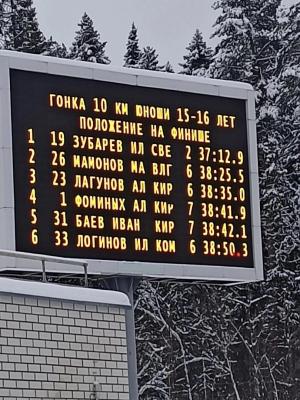 ГОНКА 10 КМ ЮНОШИ 15-16 ЛЕТ
ПОЛОЖЕНИЕ НА ФИНИШЕ
1 19 ЗУБАРЕВ ИЛ СВЕ 2 37:12.9
2 26 МАМОНОВ МА ВЛГ 6 38:25.5
3 23 ЛАГУНОВ АЛ КИР 6 38:35.0
4 1 ФОМИНЫХ АЛ КИР 7 38:41.9
5 31 БАЕВ ИВАН КИР 7 38:42.1
6 33 ЛОГИНОВ ИЛ КОМ 6 38:50.3